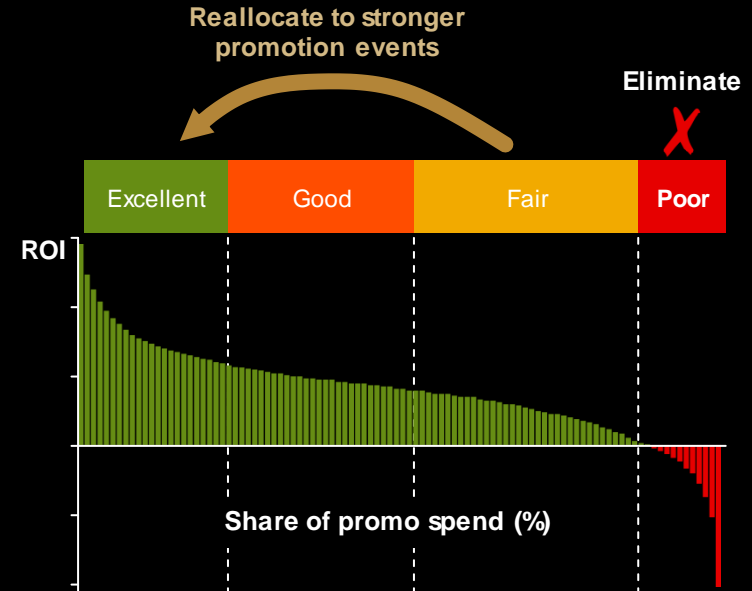 Reallocate to stronger
promotion events
Eliminate
✗
Excellent
Good
Fair
Poor
ROI
Share of promo spend (%)